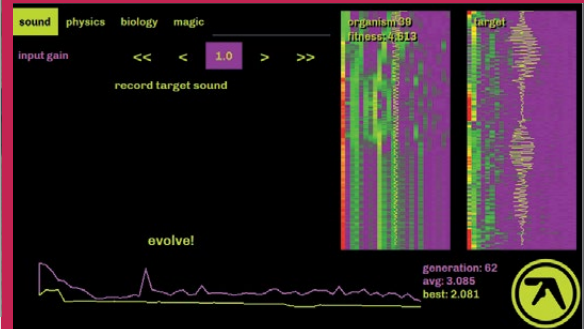 sound physics biology magic
input gain << < 1.0 > >>
record target sound
organism 39
fitness: 4.613
target
evolve!
generation: 62
avg: 3.085
best: 2.081